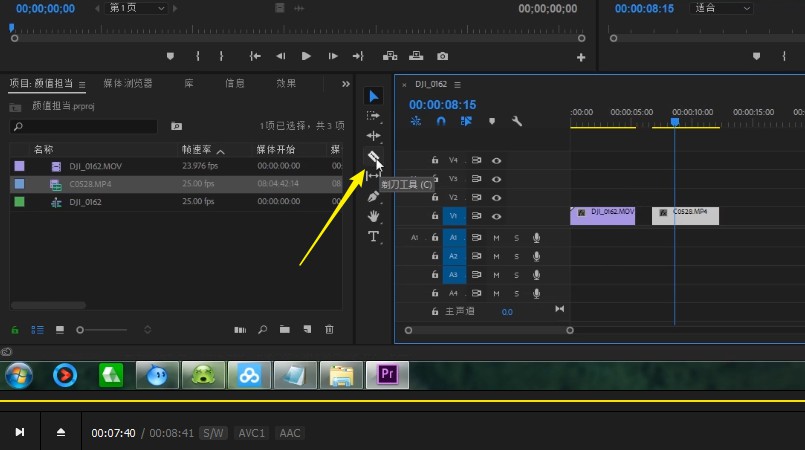 00;00;00;00 第1页 00;00;00;00 00:00:08:15 适合
项目: 颜值担当 媒体浏览器 库 信息 效果 DJI_0162
颜值担当.prproj
00:00:08:15
:00:00 00:00:05:00 00:00:10:00 00:00:15:00
1项已选择，共 3 项
名称 帧速率 媒体开始 媒
DJI_0162.MOV 23.976 fps 00:00:00:00 00:
C0528.MP4 25.00 fps 08:04:42:14 08:
DJI_0162 25.00 fps 00:00:00:00 00:
剃刀工具 (C)
V4
V3
V2
V1 DJI_0162.MOV C0528.MP4
A1 A1 M S
A2 M S
A3 M S
A4 M S
主声道 0.0
Pr
00:07:40 / 00:08:41 S/W AVC1 AAC